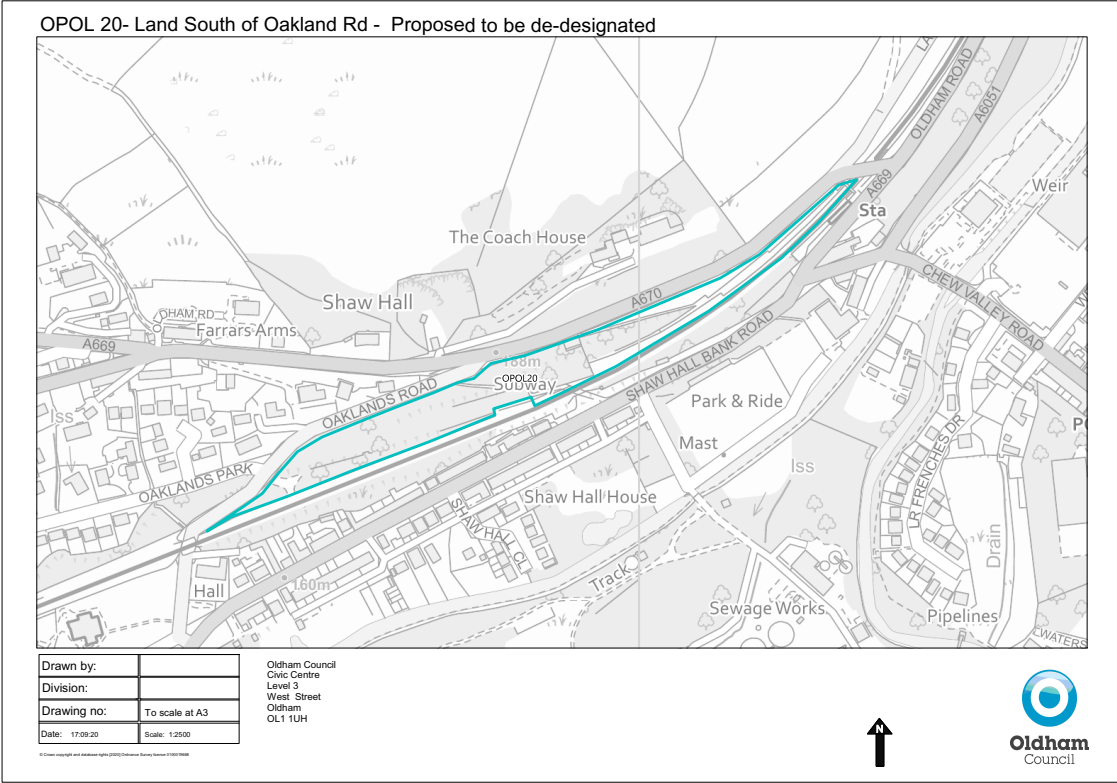 OPOL 20- Land South of Oakland Rd - Proposed to be de-designated
LA
OLDHAM ROAD
A6051
Weir
A669
Sta
The Coach House
CHEW VALLEY ROAD
Shaw Hall
A670
OHAM RD
Farrars Arms
A669
188m
Subway
OPOL20
SHAW HALL BANK ROAD
OAKLANDS ROAD
Park & Ride
Iss
Mast
Iss
OAKLANDS PARK
Shaw Hall House
LR FRENCHES DR
SHAW HALL CL
Drain
Track
160m
Hall
Sewage Works
Pipelines
WATERS
Drawn by:
Division:
Drawing no:
To scale at A3
Date: 17:09:20
Scale: 1:2500
Oldham Council
Civic Centre
Level 3
West Street
Oldham
OL1 1UH
N
Oldham
Council